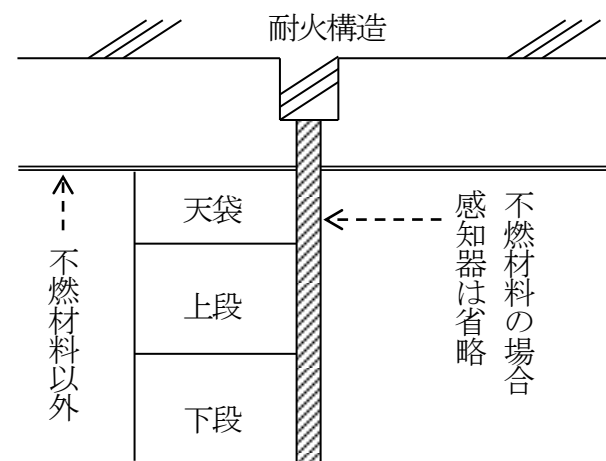 耐火構造
天袋
上段
下段
不燃材料以外
不燃材料の場合
感知器は省略